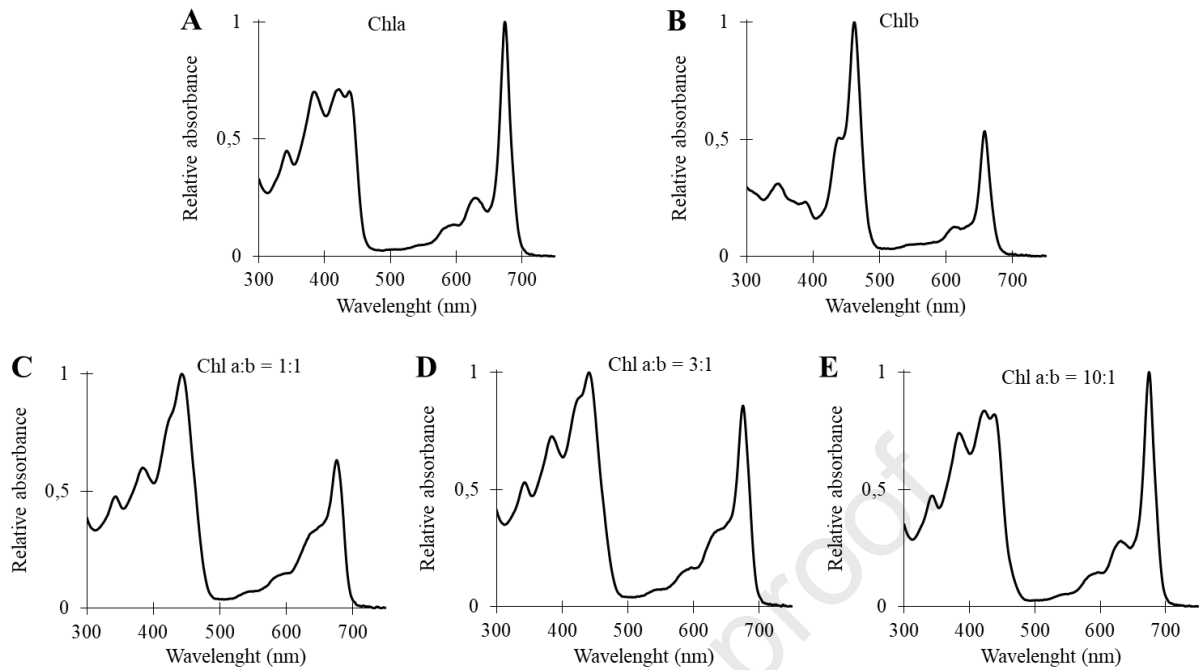 A
Chla
1
0,5
0
Relative absorbance
300 400 500 600 700
Wavelenght (nm)
B
Chlb
1
0,5
0
Relative absorbance
300 400 500 600 700
Wavelenght (nm)
C
Chl a:b = 1:1
1
0,5
0
Relative absorbance
300 400 500 600 700
Wavelenght (nm)
D
Chl a:b = 3:1
1
0,5
0
Relative absorbance
300 400 500 600 700
Wavelenght (nm)
E
Chl a:b = 10:1
1
0,5
0
Relative absorbance
300 400 500 600 700
Wavelenght (nm)
proof